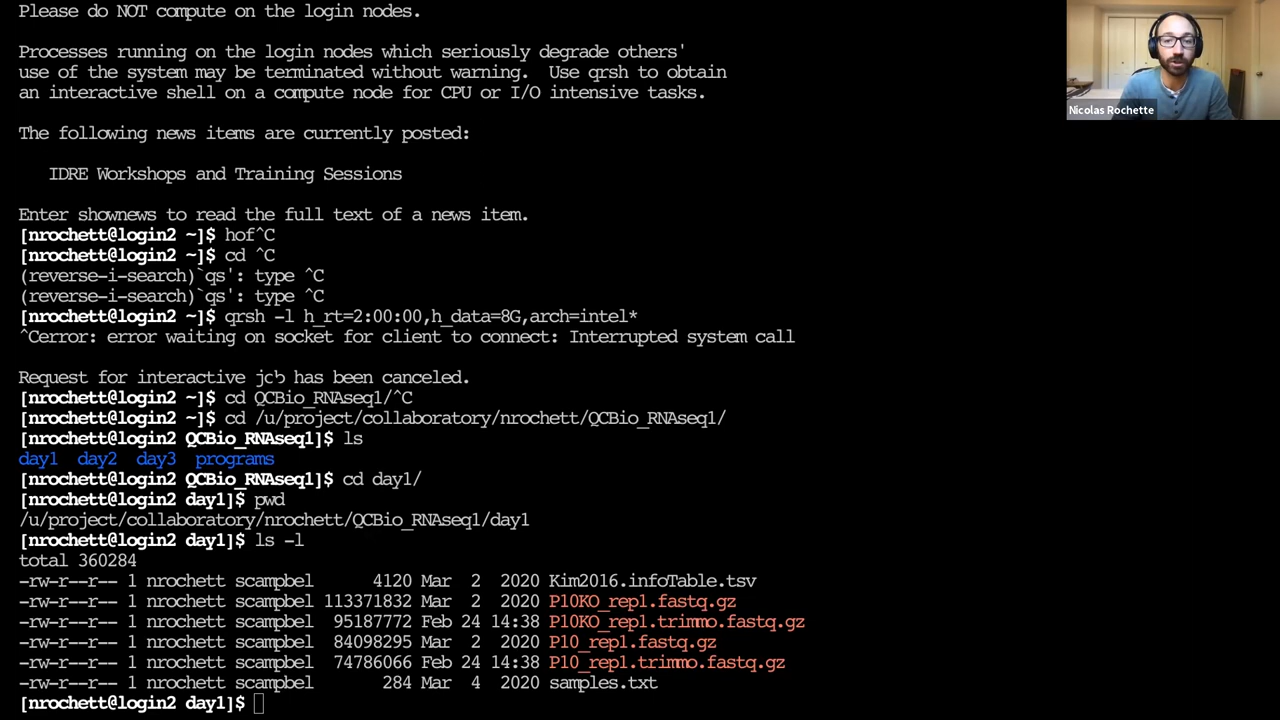 Please do NOT compute on the login nodes.
Processes running on the login nodes which seriously degrade others'
use of the system may be terminated without warning.  Use qrsh to obtain
an interactive shell on a compute node for CPU or I/O intensive tasks.
The following news items are currently posted:
IDRE Workshops and Training Sessions
Enter shownews to read the full text of a news item.
[nrochett@login2 ~]$ hof^C
[nrochett@login2 ~]$ cd ^C
(reverse-i-search)`qs': type ^C
(reverse-i-search)`qs': type ^C
[nrochett@login2 ~]$ qrsh -l h_rt=2:00:00,h_data=8G,arch=intel*
^Cerror: error waiting on socket for client to connect: Interrupted system call
Request for interactive job has been canceled.
[nrochett@login2 ~]$ cd QCBio_RNAseq1/^C
[nrochett@login2 ~]$ cd /u/project/collaboratory/nrochett/QCBio_RNAseq1/
[nrochett@login2 QCBio_RNAseq1]$ ls
day1  day2  day3  programs
[nrochett@login2 QCBio_RNAseq1]$ cd day1/
[nrochett@login2 day1]$ pwd
/u/project/collaboratory/nrochett/QCBio_RNAseq1/day1
[nrochett@login2 day1]$ ls -l
total 360284
-rw-r--r-- 1 nrochett scampbel      4120 Mar  2  2020 Kim2016.infoTable.tsv
-rw-r--r-- 1 nrochett scampbel 113371832 Mar  2  2020 P10KO_rep1.fastq.gz
-rw-r--r-- 1 nrochett scampbel  95187772 Feb 24 14:38 P10KO_rep1.trimmo.fastq.gz
-rw-r--r-- 1 nrochett scampbel  84098295 Mar  2  2020 P10_rep1.fastq.gz
-rw-r--r-- 1 nrochett scampbel  74786066 Feb 24 14:38 P10_rep1.trimmo.fastq.gz
-rw-r--r-- 1 nrochett scampbel       284 Mar  4  2020 samples.txt
[nrochett@login2 day1]$
Nicolas Rochette